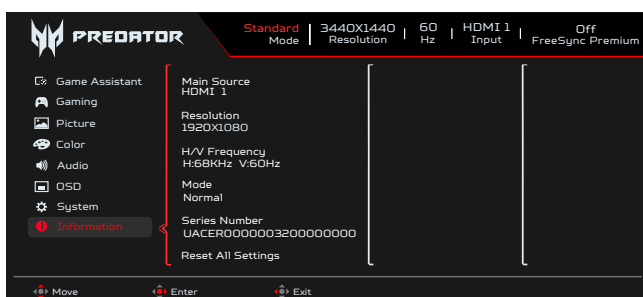 PREDATOR
Standard Mode
3440X1440 Resolution
60 Hz
HDMI 1 Input
Off FreeSync Premium
Game Assistant
Gaming
Picture
Color
Audio
OSD
System
Information
Main Source
HDMI 1
Resolution
1920X1080
H/V Frequency
H:68KHz V:60Hz
Mode
Normal
Series Number
UACER0000003200000000
Reset All Settings
Move
Enter
Exit